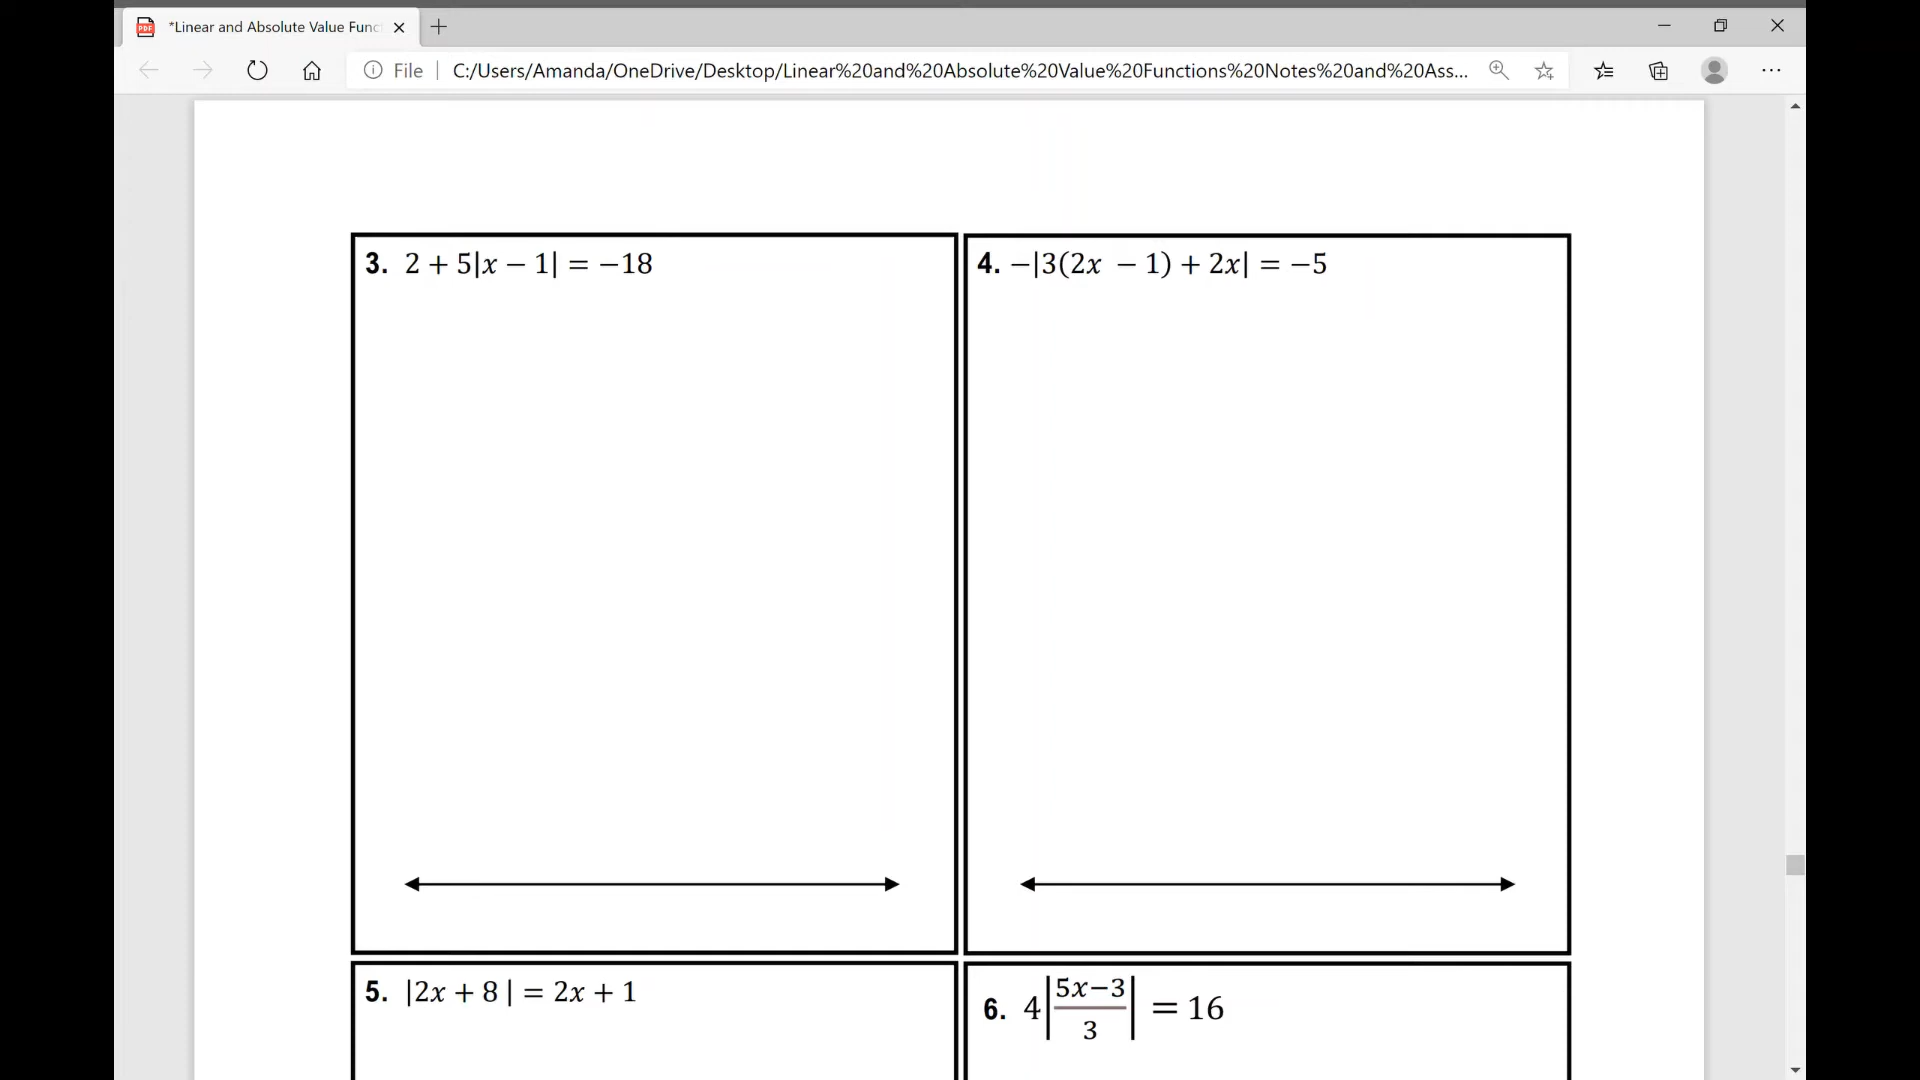 *Linear and Absolute Value Func
File
C:/Users/Amanda/OneDrive/Desktop/Linear%20and%20Absolute%20Value%20Functions%20Notes%20and%20Ass...
3. 2 + 5|x − 1| = −18
4. −|3(2x − 1) + 2x| = −5
5. |2x + 8 | = 2x + 1
6. 4|5x−3/3| = 16